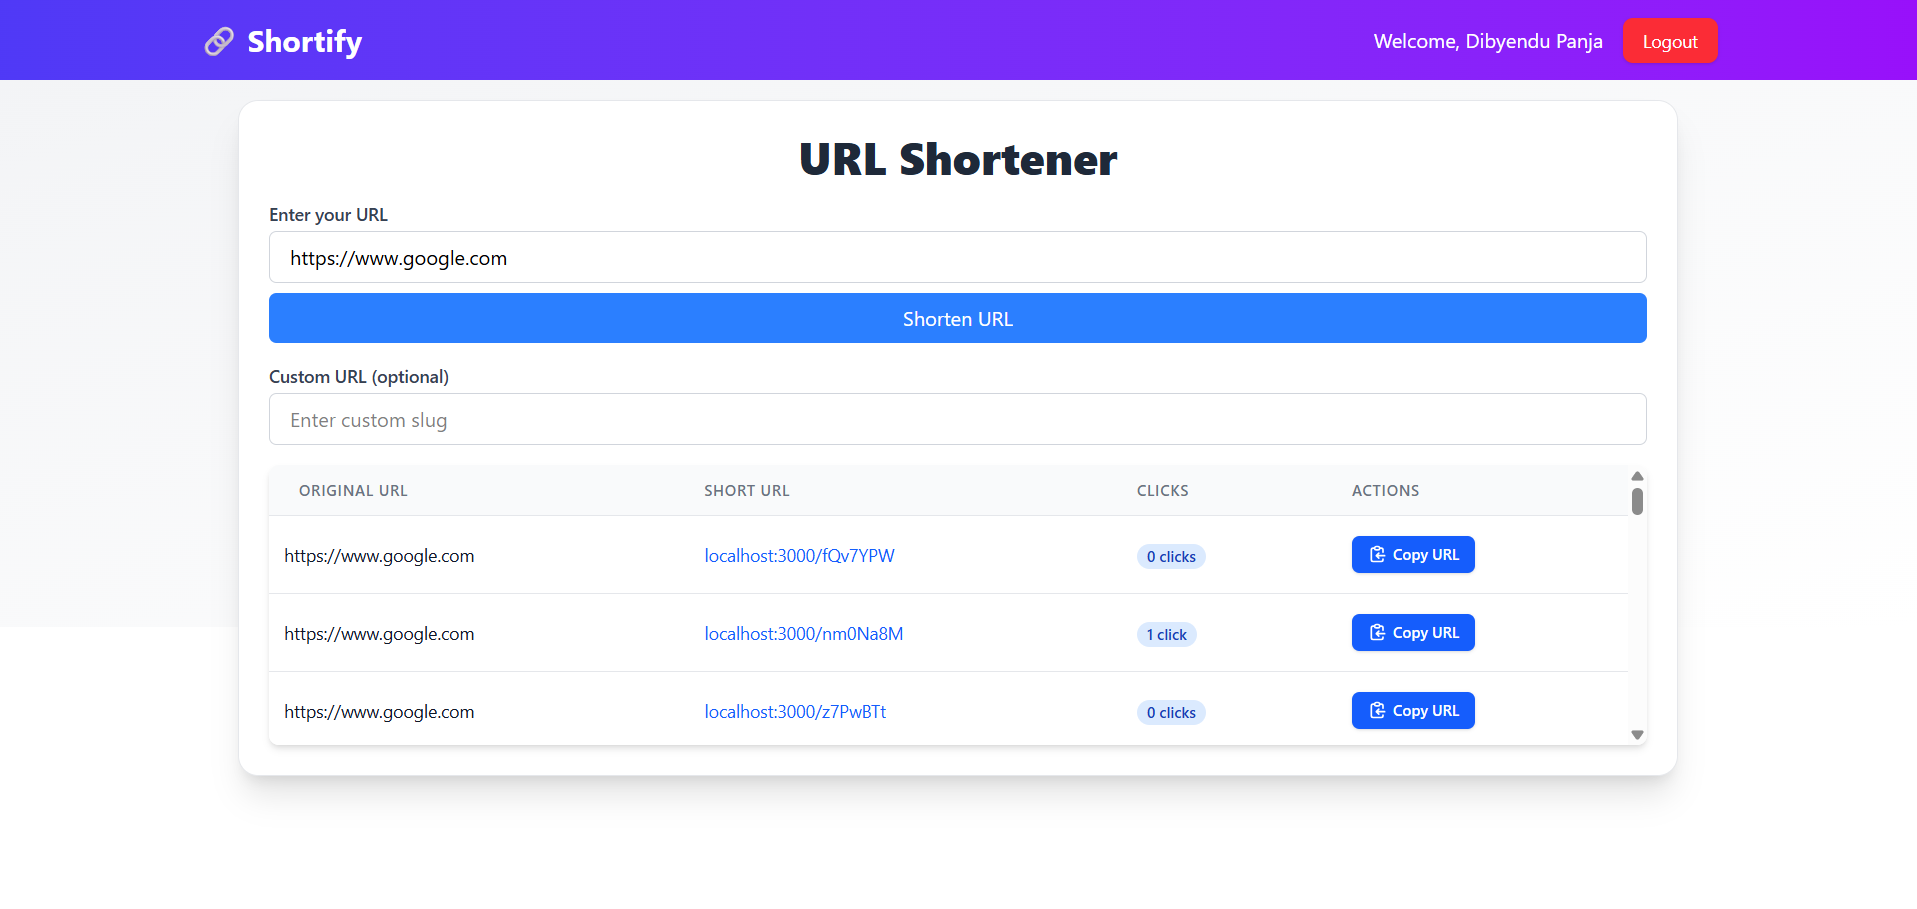 Shortify
Welcome, Dibyendu Panja
Logout
URL Shortener
Enter your URL
https://www.google.com
Shorten URL
Custom URL (optional)
Enter custom slug
ORIGINAL URL SHORT URL CLICKS ACTIONS
https://www.google.com localhost:3000/fQv7YPW 0 clicks Copy URL
https://www.google.com localhost:3000/nm0Na8M 1 click Copy URL
https://www.google.com localhost:3000/z7PwBTt 0 clicks Copy URL